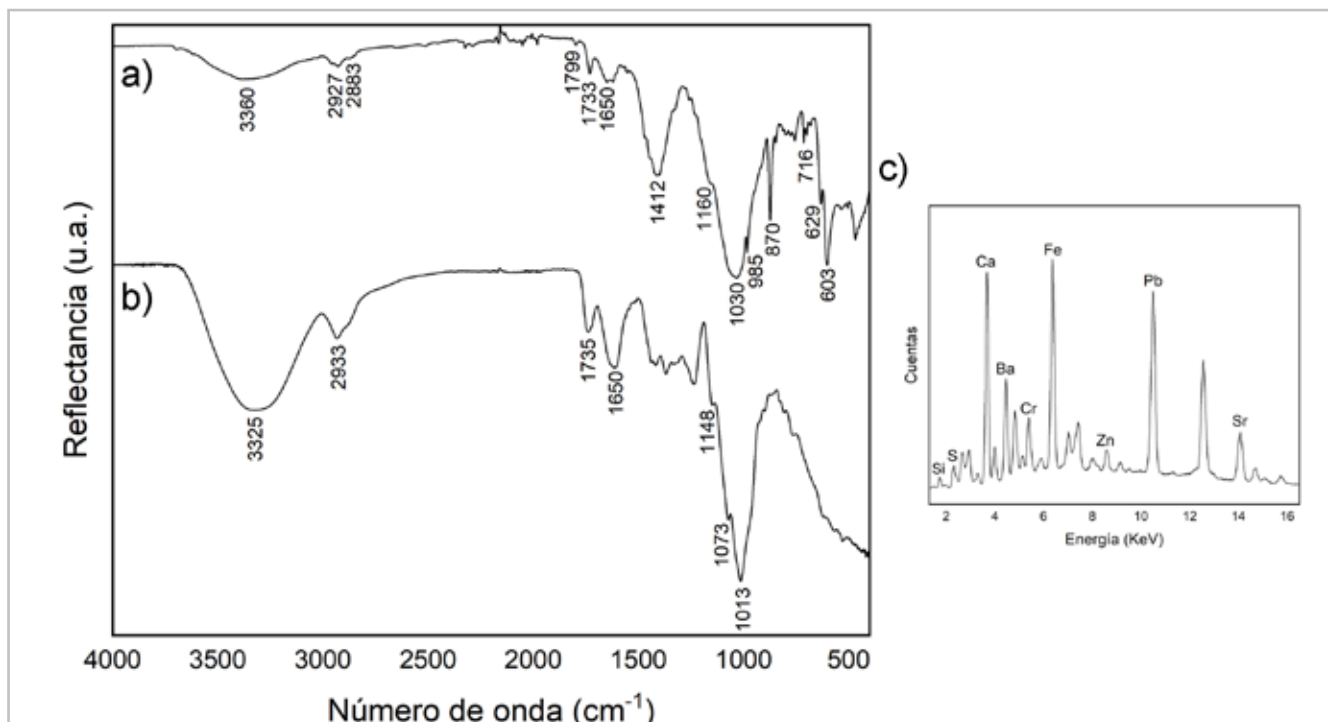 a)
3360
2927
2883
1799
1733
1650
1412
1160
1030
985
870
716
629
603
b)
3325
2933
1735
1650
1148
1073
1013
Reflectancia (u.a.)
4000 3500 3000 2500 2000 1500 1000 500
Número de onda (cm⁻¹)
c)
Ca
Fe
Pb
Ba
Cr
Sr
Zn
S
Si
Cuentas
2 4 6 8 10 12 14 16
Energia (KeV)